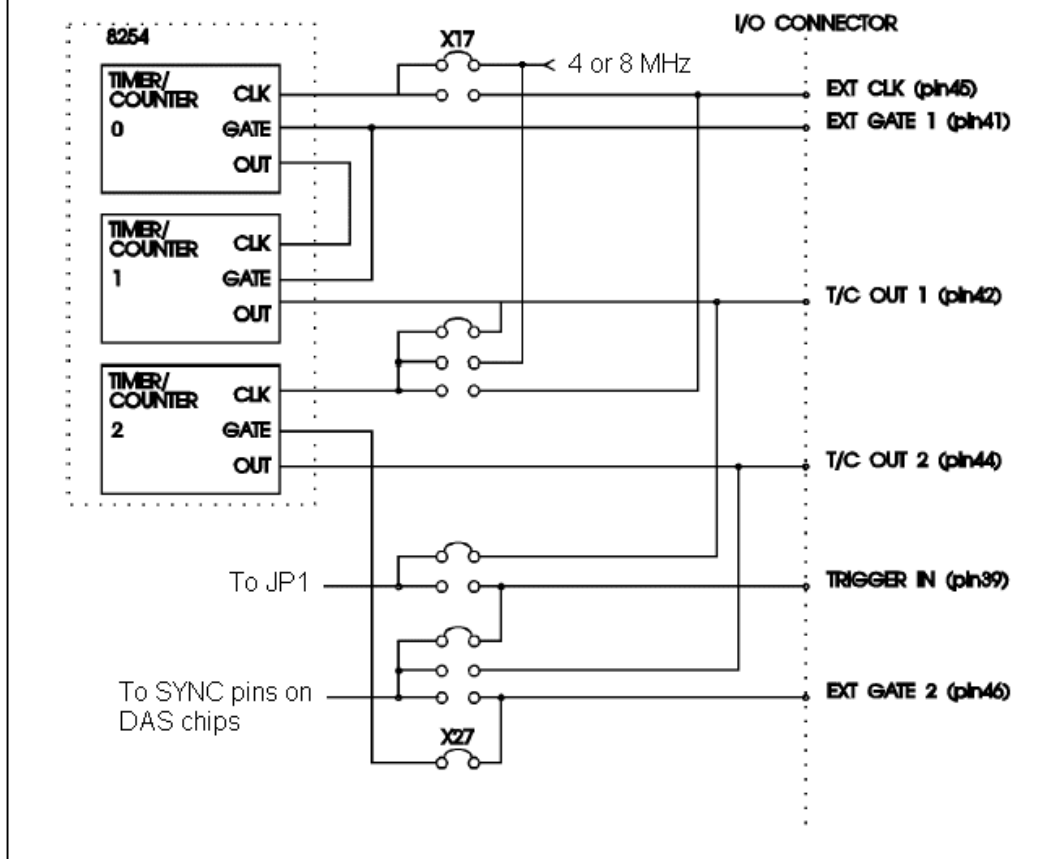 I/O CONNECTOR
8254
X17
4 or 8 MHz
TIMER/
COUNTER
0
CLK
GATE
OUT
EXT CLK (pin45)
EXT GATE 1 (pin41)
TIMER/
COUNTER
1
CLK
GATE
OUT
T/C OUT 1 (pin42)
TIMER/
COUNTER
2
CLK
GATE
OUT
T/C OUT 2 (pin44)
To JP1
TRIGGER IN (pin39)
To SYNC pins on
DAS chips
EXT GATE 2 (pin46)
X27